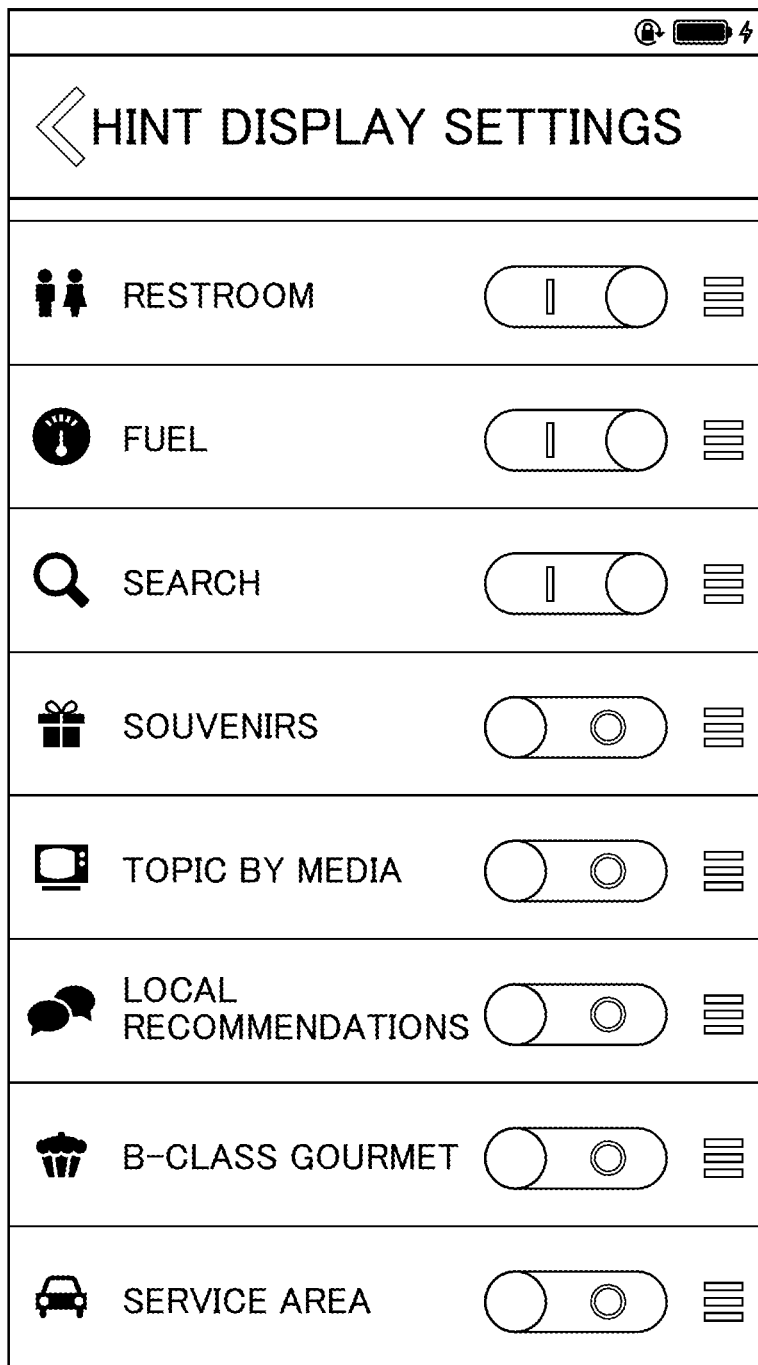 HINT DISPLAY SETTINGS
RESTROOM
FUEL
SEARCH
SOUVENIRS
TOPIC BY MEDIA
LOCAL
RECOMMENDATIONS
B-CLASS GOURMET
SERVICE AREA